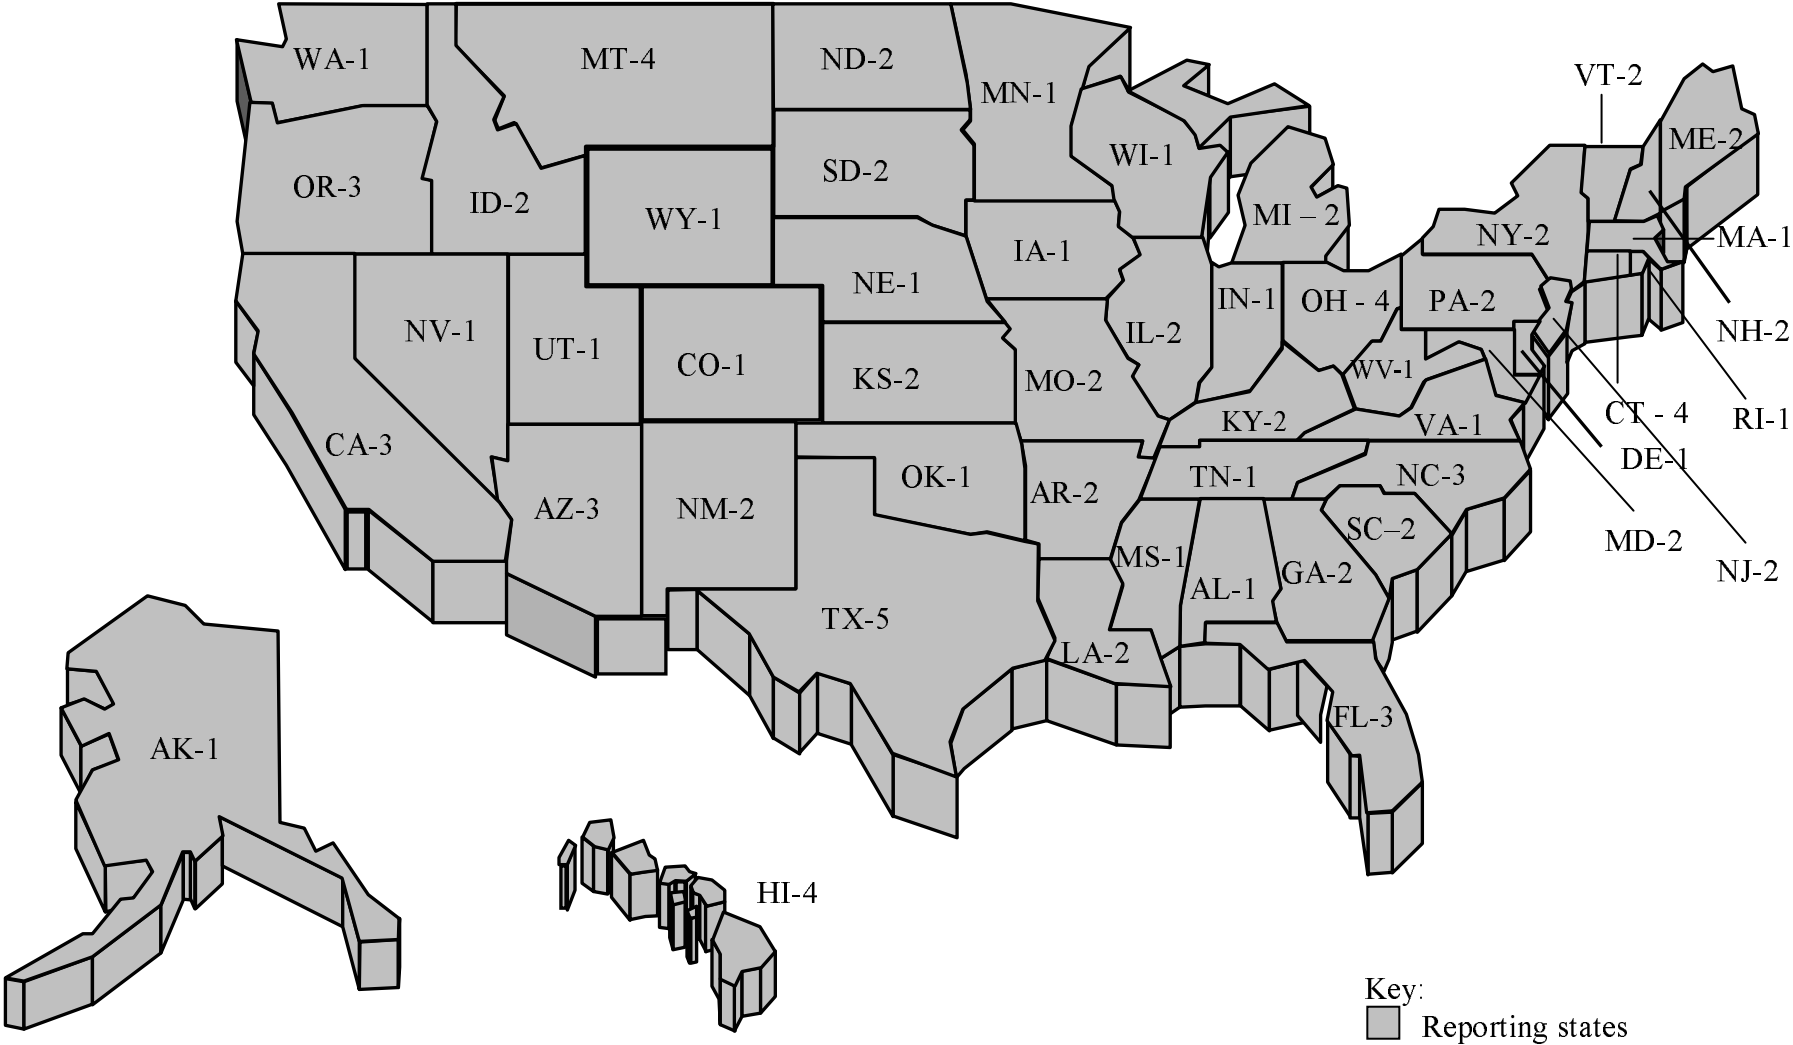 WA-1
MT-4
ND-2
MN-1
VT-2
ME-2
OR-3
ID-2
WY-1
SD-2
WI-1
MI – 2
NY-2
MA-1
NH-2
RI-1
NV-1
UT-1
CO-1
NE-1
IA-1
IL-2
IN-1
OH - 4
PA-2
WV-1
CT - 4
DE-1
MD-2
NJ-2
CA-3
KS-2
MO-2
KY-2
VA-1
AZ-3
NM-2
OK-1
AR-2
TN-1
NC-3
SC–2
MS-1
AL-1
GA-2
TX-5
LA-2
FL-3
AK-1
HI-4
Key:
Reporting states